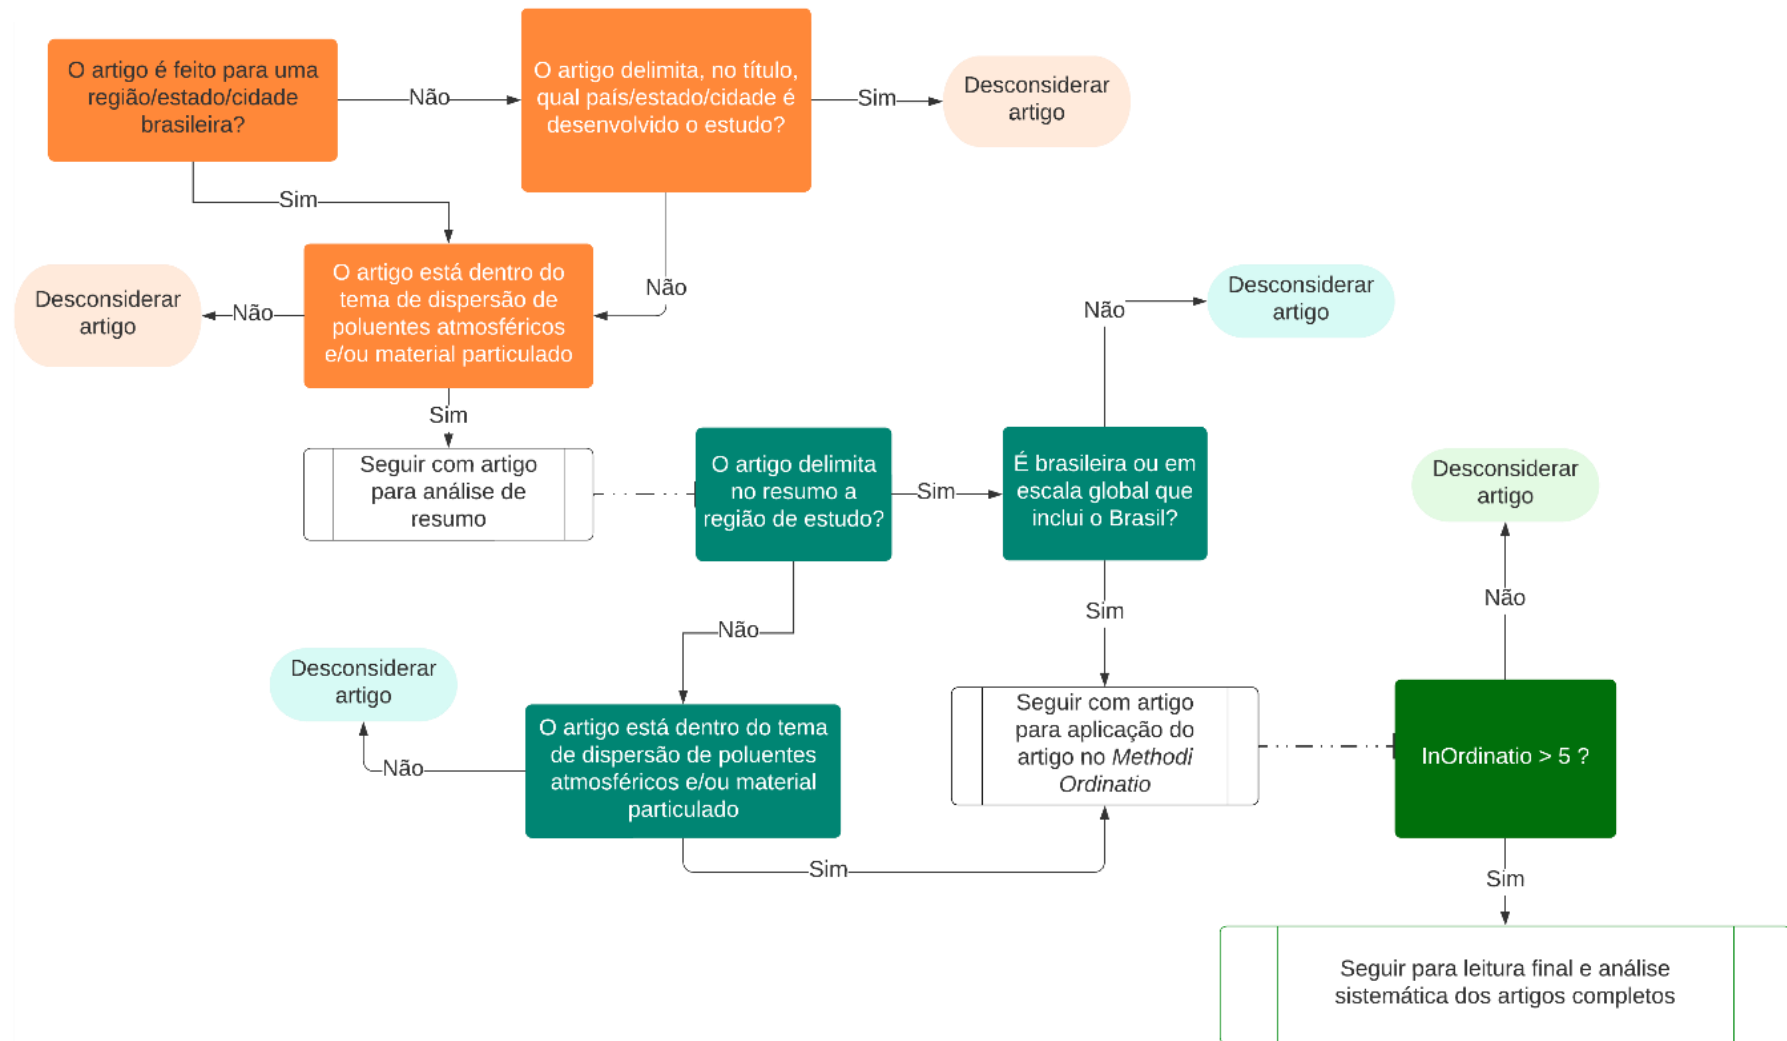 O artigo é feito para uma
região/estado/cidade
brasileira?
Não
O artigo delimita, no título,
qual país/estado/cidade é
desenvolvido o estudo?
Sim
Desconsiderar
artigo
Sim
Não
O artigo está dentro do
tema de dispersão de
poluentes atmosféricos
e/ou material particulado
Não
Desconsiderar
artigo
Sim
Seguir com artigo
para análise de
resumo
O artigo delimita
no resumo a
região de estudo?
Sim
É brasileira ou em
escala global que
inclui o Brasil?
Não
Desconsiderar
artigo
Sim
Não
O artigo está dentro do tema
de dispersão de poluentes
atmosféricos e/ou material
particulado
Não
Desconsiderar
artigo
Sim
Seguir com artigo
para aplicação do
artigo no Methodi
Ordinatio
InOrdinatio > 5 ?
Não
Desconsiderar
artigo
Sim
Seguir para leitura final e análise
sistemática dos artigos completos